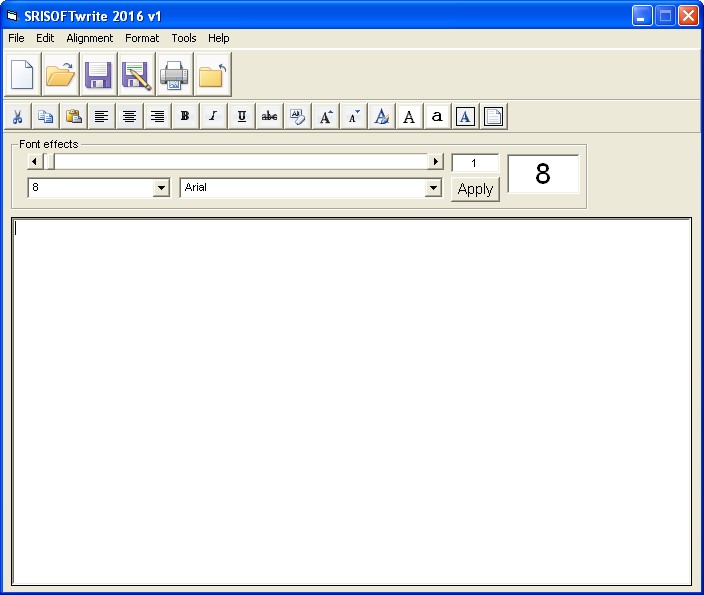 SRISOFTwrite 2016 v1
File Edit Alignment Format Tools Help
B I U abc A A A A a A
Font effects
1
8
8 Arial Apply